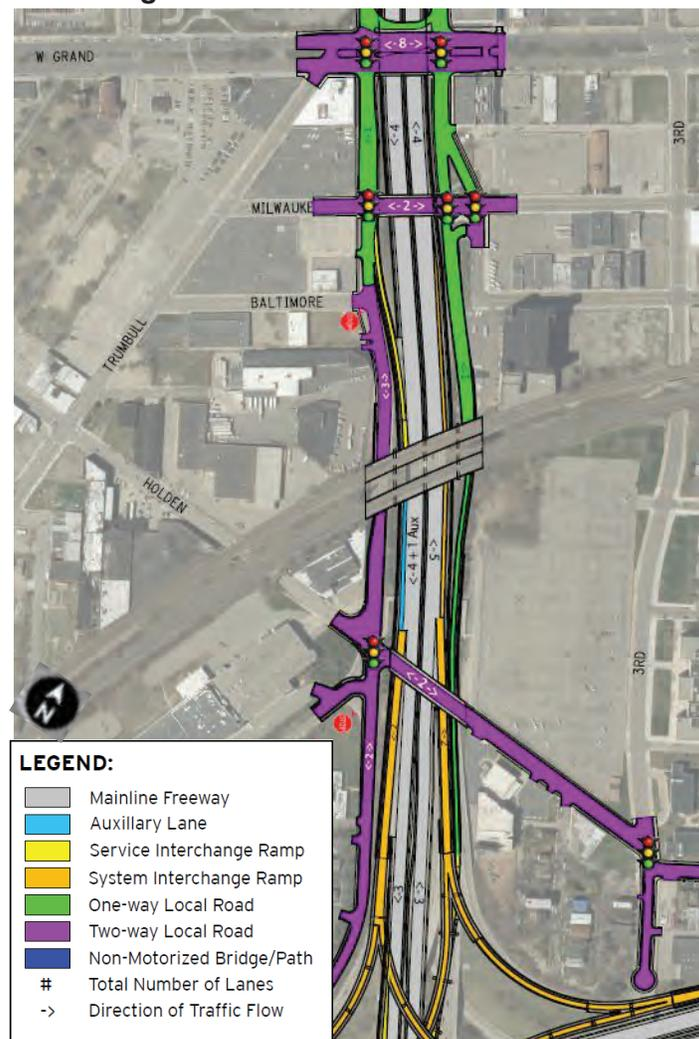 W GRAND
<-8->
3RD
<-4
<-4
MILWAUKE
<-2->
BALTIMORE
TRUMBULL
<-3->
HOLDEN
<-4 + 1 Aux
<-5
3RD
<-2->
N
<-2->
<-3
<-3
LEGEND:
Mainline Freeway
Auxillary Lane
Service Interchange Ramp
System Interchange Ramp
One-way Local Road
Two-way Local Road
Non-Motorized Bridge/Path
# Total Number of Lanes
-> Direction of Traffic Flow